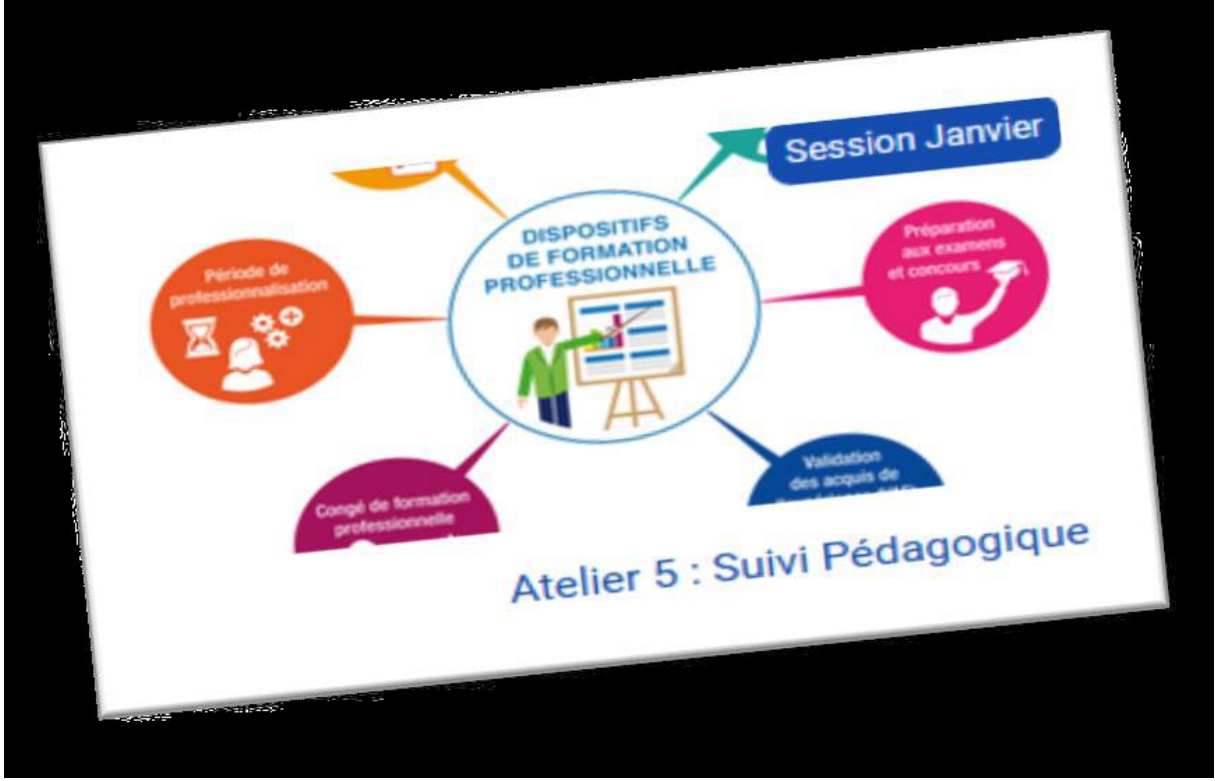 Session Janvier
DISPOSITIFS
DE FORMATION
PROFESSIONNELLE
Période de
professionnalisation
Préparation
aux examens
et concours
Congé de formation
professionnelle
Validation
des acquis de
Atelier 5 : Suivi Pédagogique